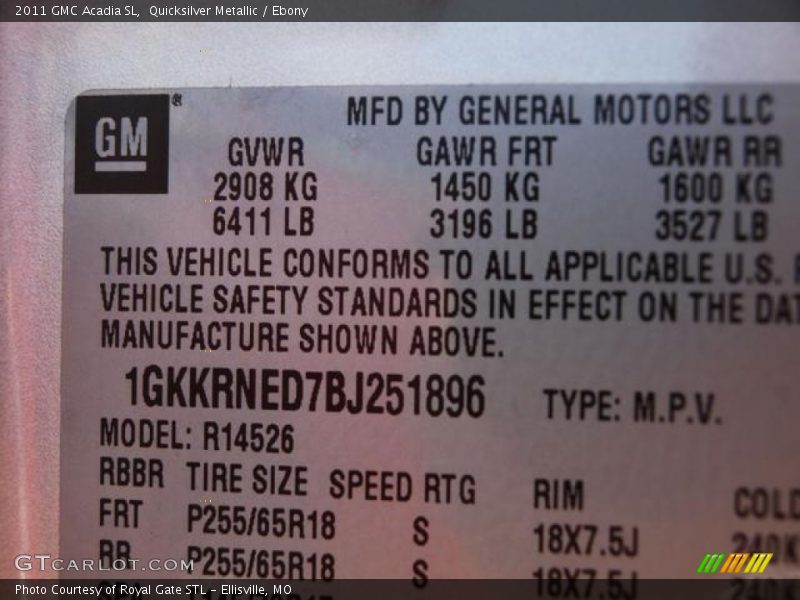 2011 GMC Acadia SL, Quicksilver Metallic / Ebony
GM ®
MFD BY GENERAL MOTORS LLC
GVWR GAWR FRT GAWR RR
2908 KG 1450 KG 1600 KG
6411 LB 3196 LB 3527 LB
THIS VEHICLE CONFORMS TO ALL APPLICABLE U.S.
VEHICLE SAFETY STANDARDS IN EFFECT ON THE DAT
MANUFACTURE SHOWN ABOVE.
1GKKRNED7BJ251896 TYPE: M.P.V.
MODEL: R14526
RBBR TIRE SIZE SPEED RTG RIM COLD
FRT P255/65R18 S 18X7.5J 240K
RR P255/65R18 S 18X7.5J 240K
GTCARLOT.COM
Photo Courtesy of Royal Gate STL - Ellisville, MO